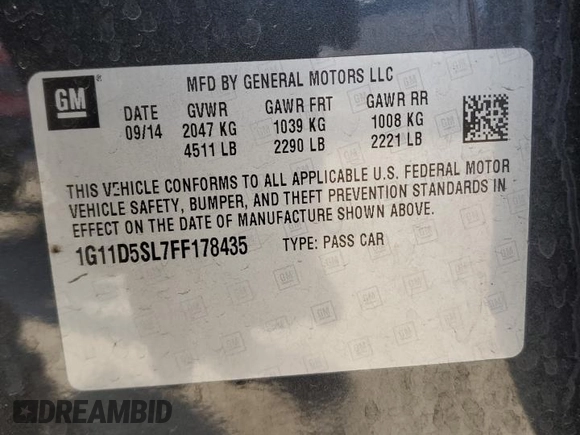 GM
®
MFD BY GENERAL MOTORS LLC
DATE GVWR GAWR FRT GAWR RR
09/14 2047 KG 1039 KG 1008 KG
4511 LB 2290 LB 2221 LB
THIS VEHICLE CONFORMS TO ALL APPLICABLE U.S. FEDERAL MOTOR
VEHICLE SAFETY, BUMPER, AND THEFT PREVENTION STANDARDS IN
EFFECT ON THE DATE OF MANUFACTURE SHOWN ABOVE.
1G11D5SL7FF178435 TYPE: PASS CAR
DREAMBID